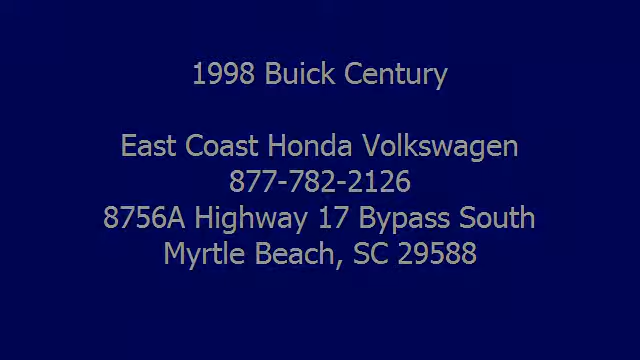 1998 Buick Century
East Coast Honda Volkswagen
877-782-2126
8756A Highway 17 Bypass South
Myrtle Beach, SC 29588